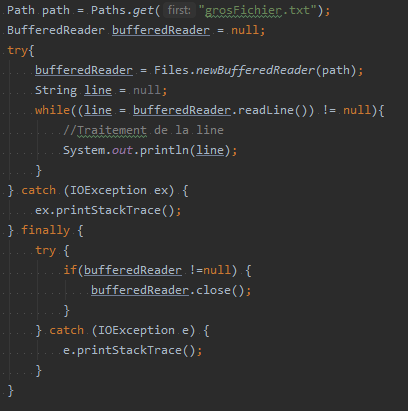 Path path = Paths.get( first: "grosFichier.txt");
BufferedReader bufferedReader = null;
try{
bufferedReader = Files.newBufferedReader(path);
String line = null;
while((line = bufferedReader.readLine()) != null){
//Traitement de la line
System.out.println(line);
}
} catch (IOException ex) {
ex.printStackTrace();
} finally {
try {
if(bufferedReader !=null) {
bufferedReader.close();
}
} catch (IOException e) {
e.printStackTrace();
}
}